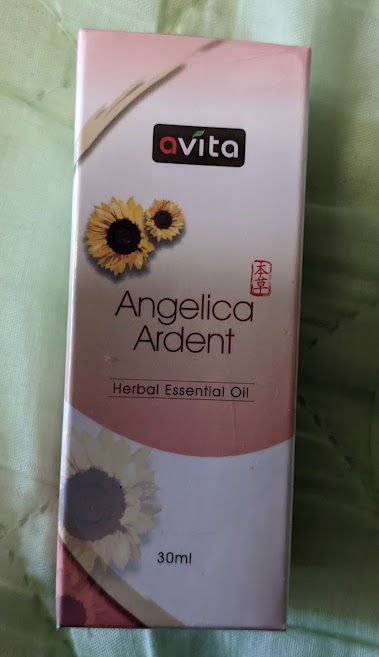 avita
本草
Angelica
Ardent
Herbal Essential Oil
30ml